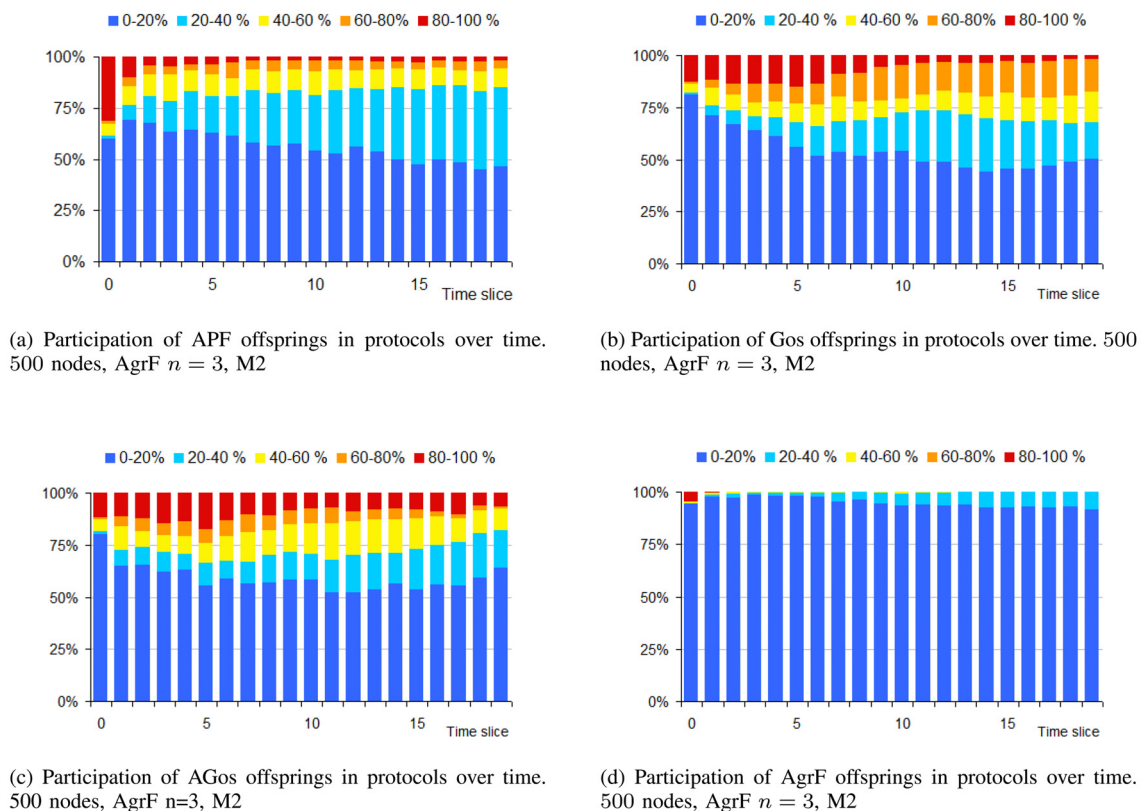 0-20% 20-40 % 40-60 % 60-80% 80-100 %
100%
75%
50%
25%
0%
0 5 10 15
Time slice
(a) Participation of APF offsprings in protocols over time.
500 nodes, AgrF n = 3, M2
0-20% 20-40 % 40-60 % 60-80% 80-100 %
100%
75%
50%
25%
0%
0 5 10 15
Time slice
(b) Participation of Gos offsprings in protocols over time. 500
nodes, AgrF n = 3, M2
0-20% 20-40 % 40-60 % 60-80% 80-100 %
100%
75%
50%
25%
0%
0 5 10 15
Time slice
(c) Participation of AGos offsprings in protocols over time.
500 nodes, AgrF n=3, M2
0-20% 20-40 % 40-60 % 60-80% 80-100 %
100%
75%
50%
25%
0%
0 5 10 15
Time slice
(d) Participation of AgrF offsprings in protocols over time.
500 nodes, AgrF n = 3, M2